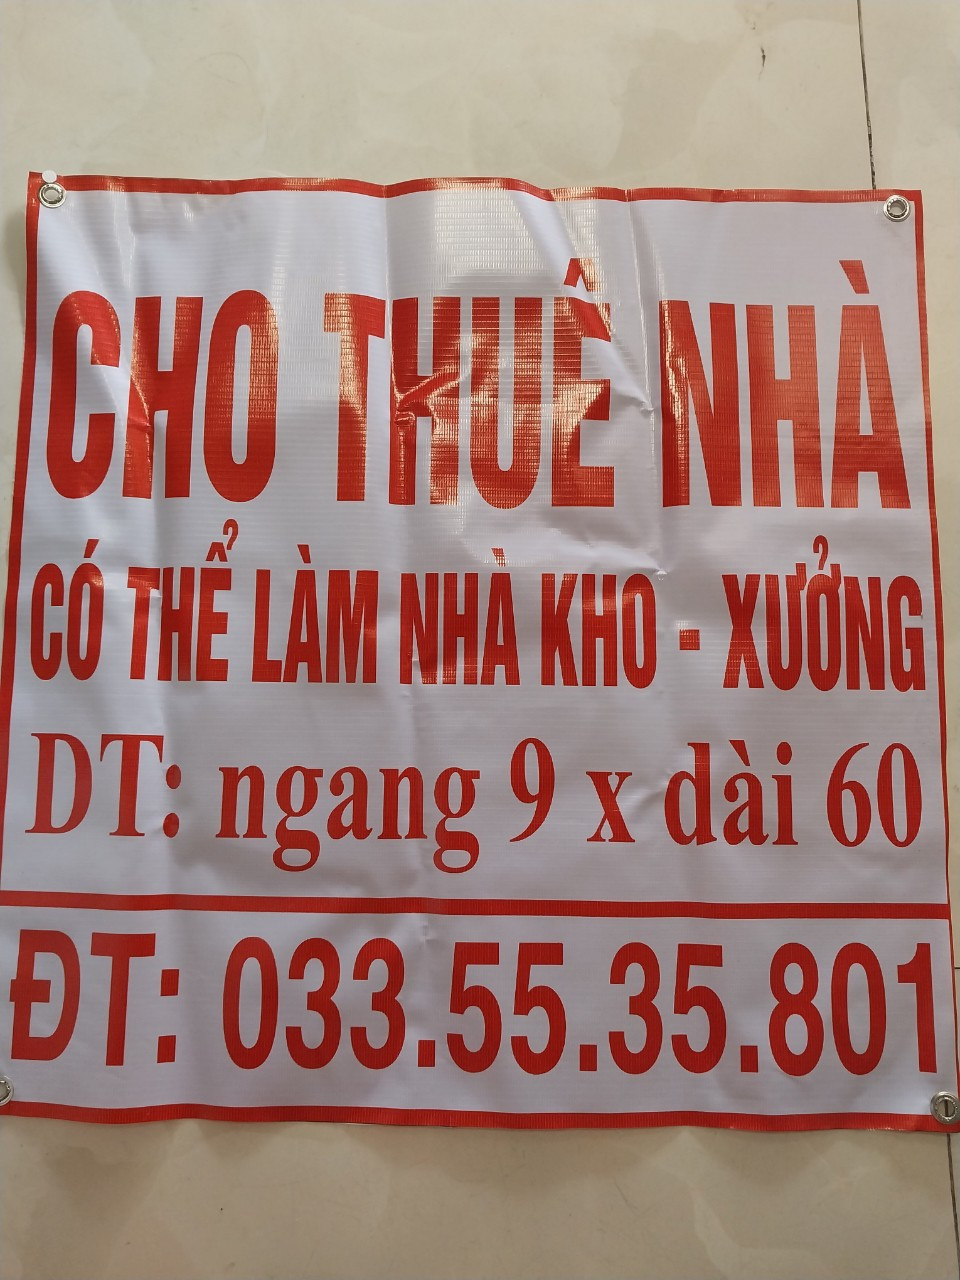 CHO THUÊ NHÀ
CÓ THỂ LÀM NHÀ KHO - XƯỞNG
DT: ngang 9 x dài 60
ĐT: 033.55.35.801